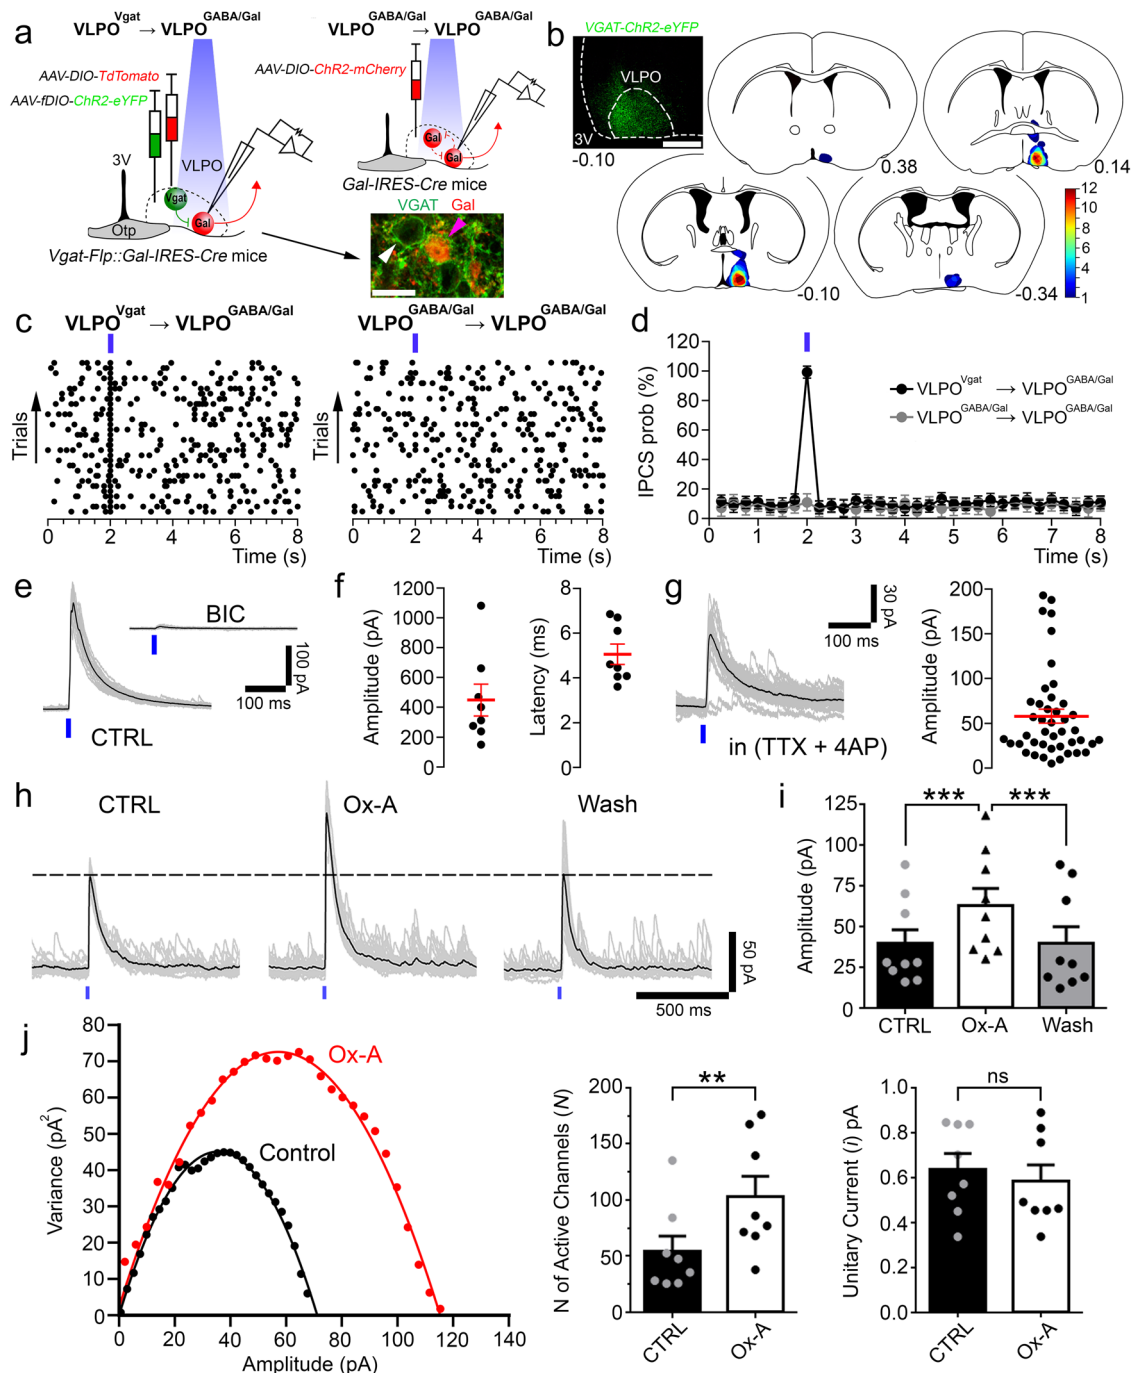 a
VLPO^Vgat → VLPO^GABA/Gal
VLPO^GABA/Gal → VLPO^GABA/Gal
AAV-DIO-TdTomato
AAV-fDIO-ChR2-eYFP
AAV-DIO-ChR2-mCherry
3V
VLPO
Vgat
Gal
Otp
Vgat-Flp::Gal-IRES-Cre mice
Gal
Gal
Gal-IRES-Cre mice
VGAT Gal
b
VGAT-ChR2-eYFP
VLPO
3V
-0.10
0.38
0.14
-0.10
-0.34
12
10
8
6
4
2
1
c
VLPO^Vgat → VLPO^GABA/Gal
VLPO^GABA/Gal → VLPO^GABA/Gal
Trials
0 2 4 6 8
Time (s)
Trials
0 2 4 6 8
Time (s)
d
IPCS prob (%)
120
100
80
60
40
20
0
0 1 2 3 4 5 6 7 8
Time (s)
VLPO^Vgat → VLPO^GABA/Gal
VLPO^GABA/Gal → VLPO^GABA/Gal
e
BIC
100 pA
100 ms
CTRL
f
Amplitude (pA)
1200
1000
800
600
400
200
0
Latency (ms)
8
6
4
2
0
g
30 pA
100 ms
in (TTX + 4AP)
Amplitude (pA)
200
150
100
50
0
h
CTRL
Ox-A
Wash
50 pA
500 ms
i
Amplitude (pA)
125
100
75
50
25
0
*** ***
CTRL Ox-A Wash
j
Variance (pA²)
80
70
60
50
40
30
20
10
0
0 20 40 60 80 100 120 140
Amplitude (pA)
Ox-A
Control
N of Active Channels (N)
200
150
100
50
0
**
CTRL
Ox-A
Unitary Current (i) pA
1.0
0.8
0.6
0.4
0.2
0.0
ns
CTRL
Ox-A